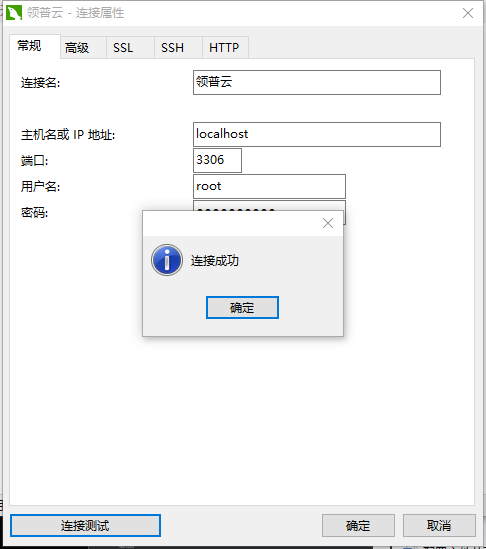 领普云 - 连接属性
常规 高级 SSL SSH HTTP
连接名: 领普云
主机名或 IP 地址: localhost
端口: 3306
用户名: root
密码:
连接成功
确定
连接测试 确定 取消